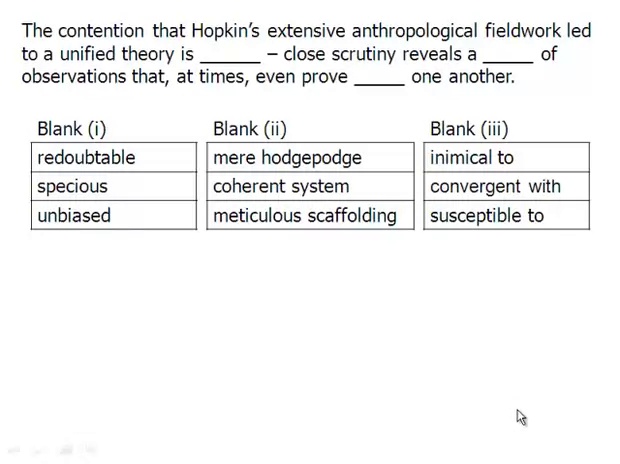 The contention that Hopkin’s extensive anthropological fieldwork led
to a unified theory is ______ – close scrutiny reveals a _____ of
observations that, at times, even prove _____ one another.
Blank (i) Blank (ii) Blank (iii)
redoubtable mere hodgepodge inimical to
specious coherent system convergent with
unbiased meticulous scaffolding susceptible to